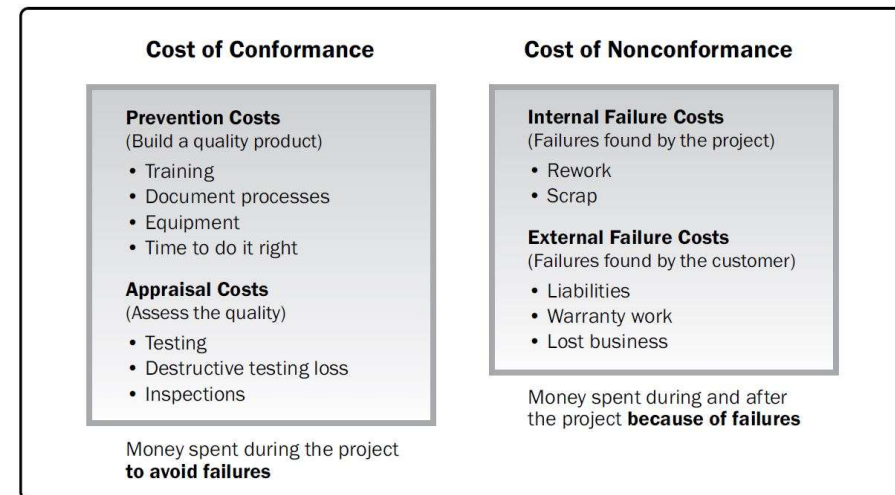 Cost of Conformance
Prevention Costs
(Build a quality product)
• Training
• Document processes
• Equipment
• Time to do it right
Appraisal Costs
(Assess the quality)
• Testing
• Destructive testing loss
• Inspections
Money spent during the project
to avoid failures
Cost of Nonconformance
Internal Failure Costs
(Failures found by the project)
• Rework
• Scrap
External Failure Costs
(Failures found by the customer)
• Liabilities
• Warranty work
• Lost business
Money spent during and after
the project because of failures